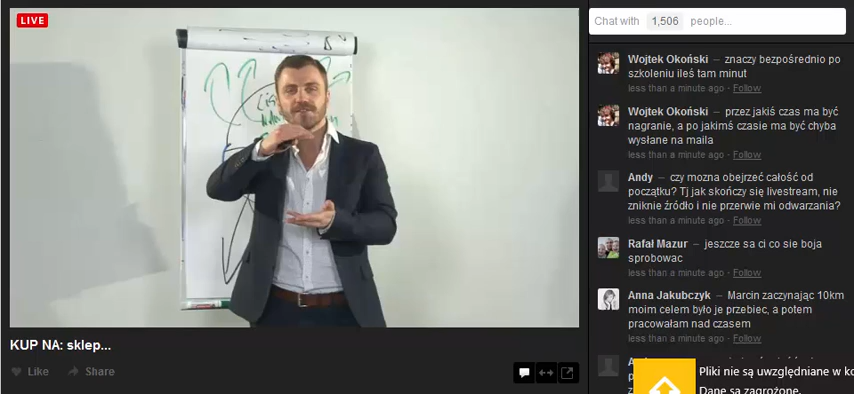 LIVE
KUP NA: sklep...
Like
Share
Chat with 1,506 people...
Wojtek Okoński – znaczy bezpośrednio po
szkoleniu ileś tam minut
less than a minute ago · Follow
Wojtek Okoński – przez jakiś czas ma być
nagranie, a po jakimś czasie ma być chyba
wysłane na maila
less than a minute ago · Follow
Andy – czy mozna obejrzeć całość od
początku? Tj jak skończy się livestream, nie
zniknie źródło i nie przerwie mi odwarzania?
less than a minute ago · Follow
Rafał Mazur – jeszcze sa ci co sie boja
sprobowac
less than a minute ago · Follow
Anna Jakubczyk – Marcin zaczynając 10km
moim celem było je przebiec, a potem
pracowałam nad czasem
less than a minute ago · Follow
Pliki nie są uwzględniane w
Dane są zagrożone.